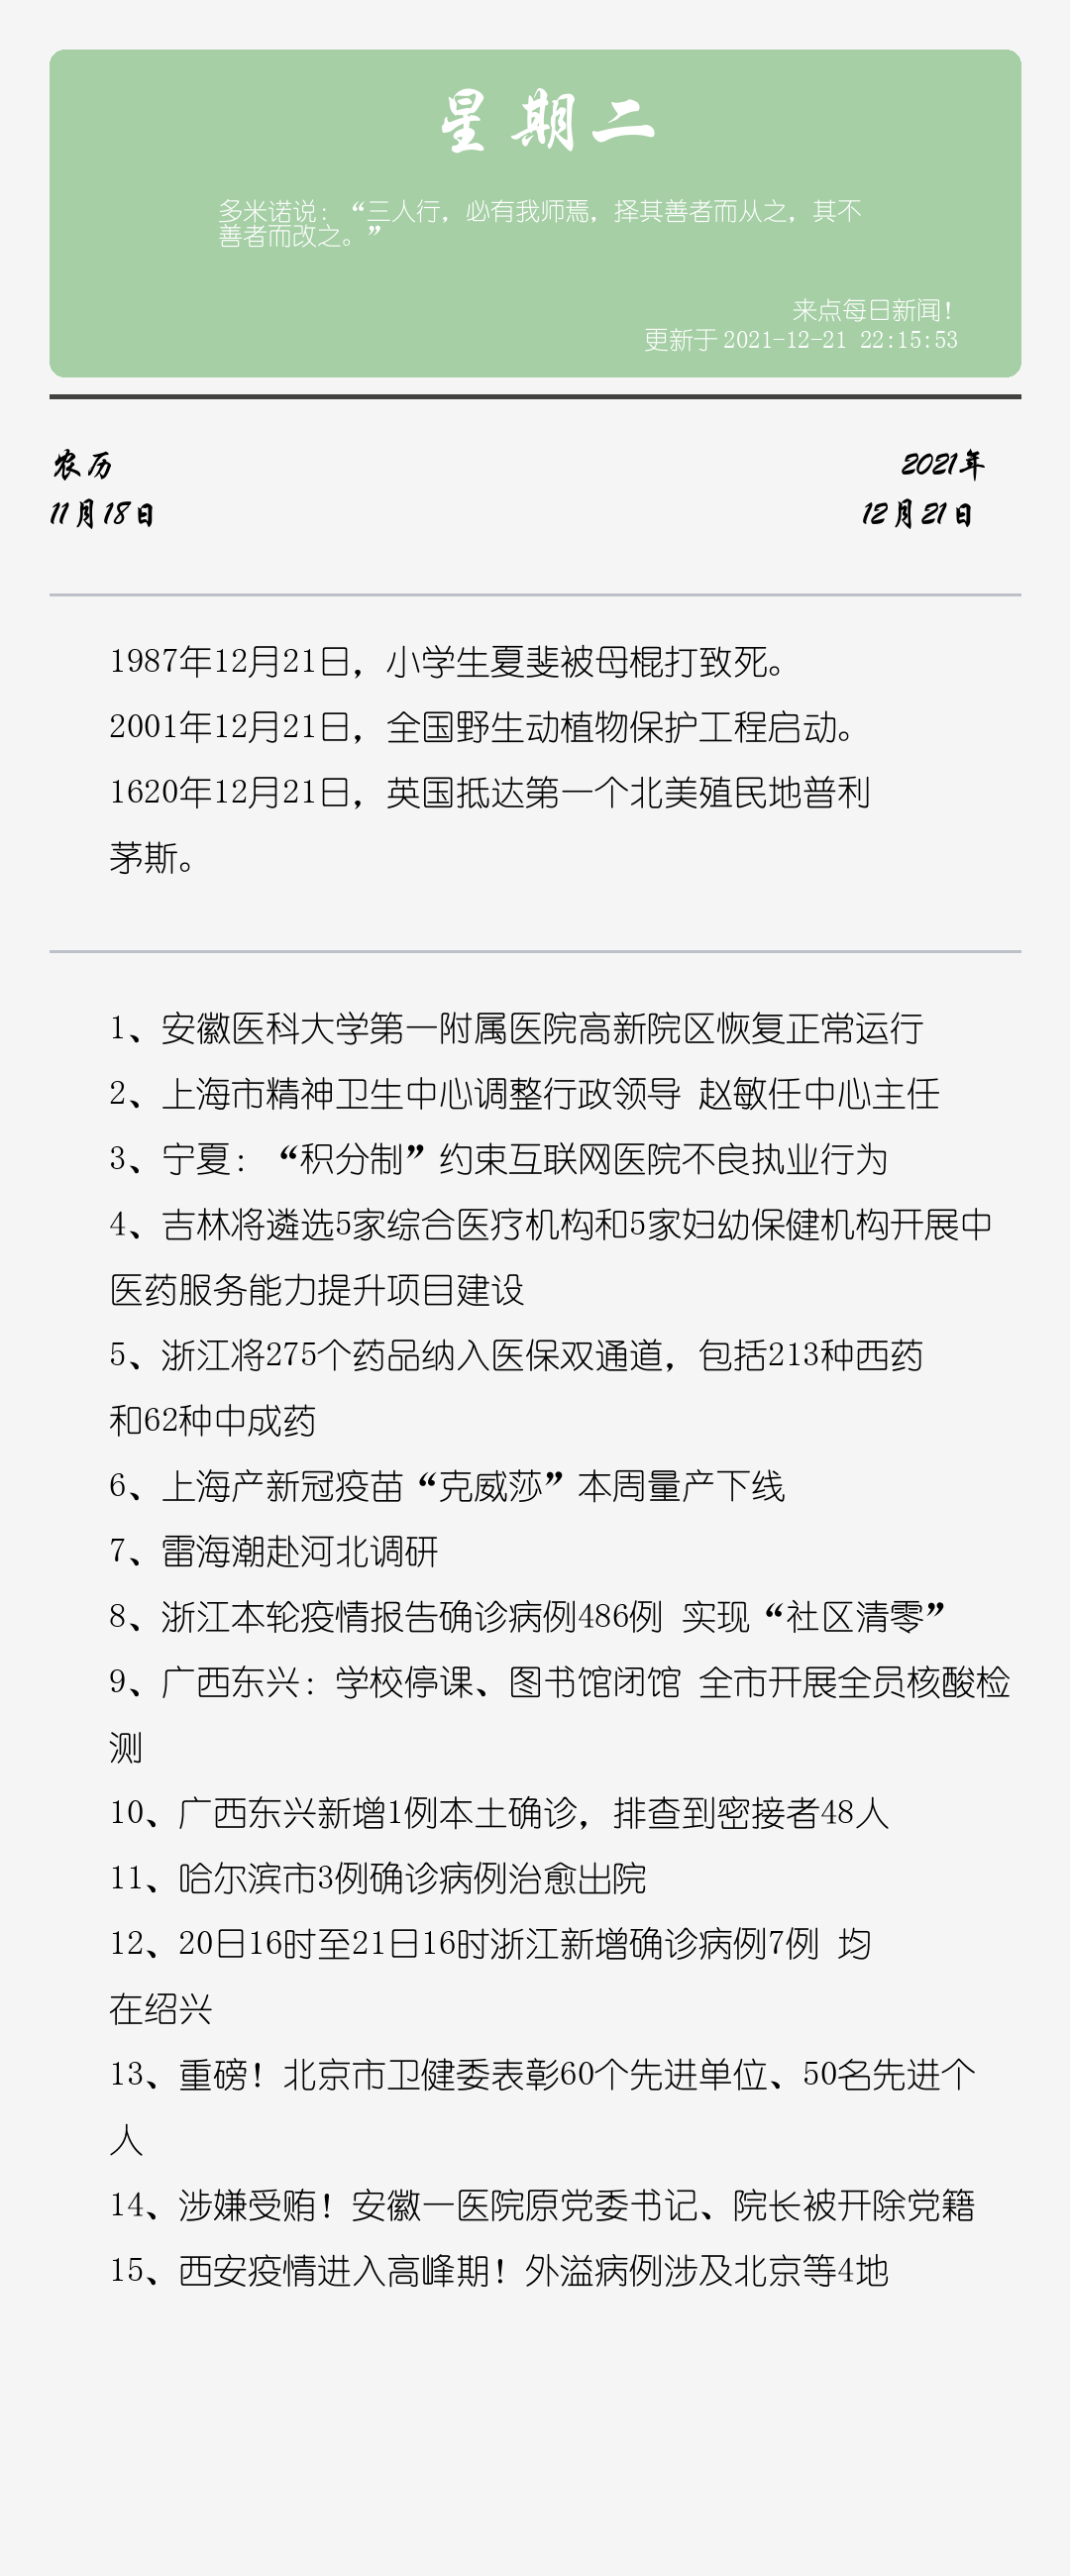 星期二
多米诺说：“三人行，必有我师焉，择其善者而从之，其不
善者而改之。”
来点每日新闻！
更新于 2021-12-21 22:15:53
农历
2021年
11月18日
12月21日
1987年12月21日，小学生夏斐被母棍打致死。
2001年12月21日，全国野生动植物保护工程启动。
1620年12月21日，英国抵达第一个北美殖民地普利
茅斯。
1、安徽医科大学第一附属医院高新院区恢复正常运行
2、上海市精神卫生中心调整行政领导 赵敏任中心主任
3、宁夏：“积分制”约束互联网医院不良执业行为
4、吉林将遴选5家综合医疗机构和5家妇幼保健机构开展中
医药服务能力提升项目建设
5、浙江将275个药品纳入医保双通道，包括213种西药
和62种中成药
6、上海产新冠疫苗“克威莎”本周量产下线
7、雷海潮赴河北调研
8、浙江本轮疫情报告确诊病例486例 实现“社区清零”
9、广西东兴：学校停课、图书馆闭馆 全市开展全员核酸检
测
10、广西东兴新增1例本土确诊，排查到密接者48人
11、哈尔滨市3例确诊病例治愈出院
12、20日16时至21日16时浙江新增确诊病例7例 均
在绍兴
13、重磅！北京市卫健委表彰60个先进单位、50名先进个
人
14、涉嫌受贿！安徽一医院原党委书记、院长被开除党籍
15、西安疫情进入高峰期！外溢病例涉及北京等4地